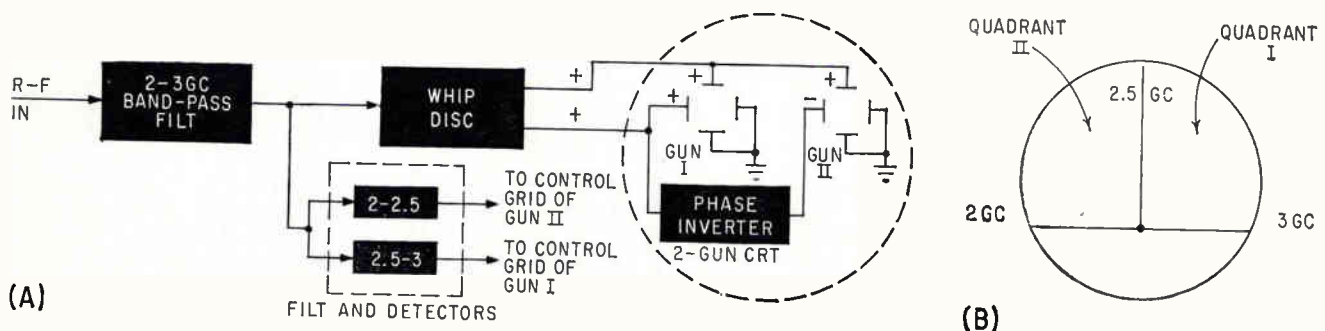 R-F
IN
2-3GC
BAND-PASS
FILT
WHIP
DISC
+
+
+
+
-
GUN
I
GUN
II
PHASE
INVERTER
2-GUN CRT
2-2.5
2.5-3
TO CONTROL
GRID OF
GUN II
TO CONTROL
GRID OF
GUN I
FILT AND DETECTORS
(A)
QUADRANT
II
QUADRANT
I
2.5 GC
2GC
3GC
(B)